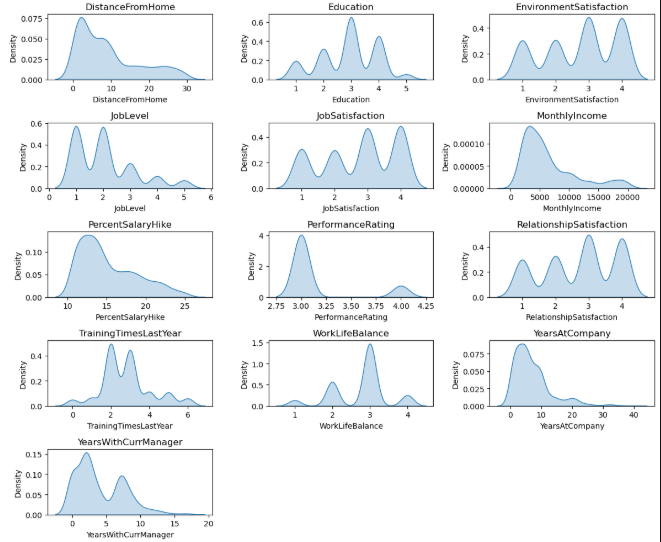 DistanceFromHome Education EnvironmentSatisfaction
Density 0.075 0.050 0.025 0.000 0 10 20 30 DistanceFromHome
Density 0.6 0.4 0.2 0.0 1 2 3 4 5 Education
Density 0.4 0.2 0.0 1 2 3 4 EnvironmentSatisfaction
JobLevel JobSatisfaction MonthlyIncome
Density 0.6 0.4 0.2 0.0 0 1 2 3 4 5 6 JobLevel
Density 0.4 0.2 0.0 1 2 3 4 JobSatisfaction
Density 0.00010 0.00005 0.00000 0 5000 10000 15000 20000 MonthlyIncome
PercentSalaryHike PerformanceRating RelationshipSatisfaction
Density 0.10 0.05 0.00 10 15 20 25 PercentSalaryHike
Density 4 2 0 2.75 3.00 3.25 3.50 3.75 4.00 4.25 PerformanceRating
Density 0.4 0.2 0.0 1 2 3 4 RelationshipSatisfaction
TrainingTimesLastYear WorkLifeBalance YearsAtCompany
Density 0.4 0.2 0.0 0 2 4 6 TrainingTimesLastYear
Density 1.5 1.0 0.5 0.0 1 2 3 4 WorkLifeBalance
Density 0.075 0.050 0.025 0.000 0 10 20 30 40 YearsAtCompany
YearsWithCurrManager
Density 0.15 0.10 0.05 0.00 0 5 10 15 20 YearsWithCurrManager